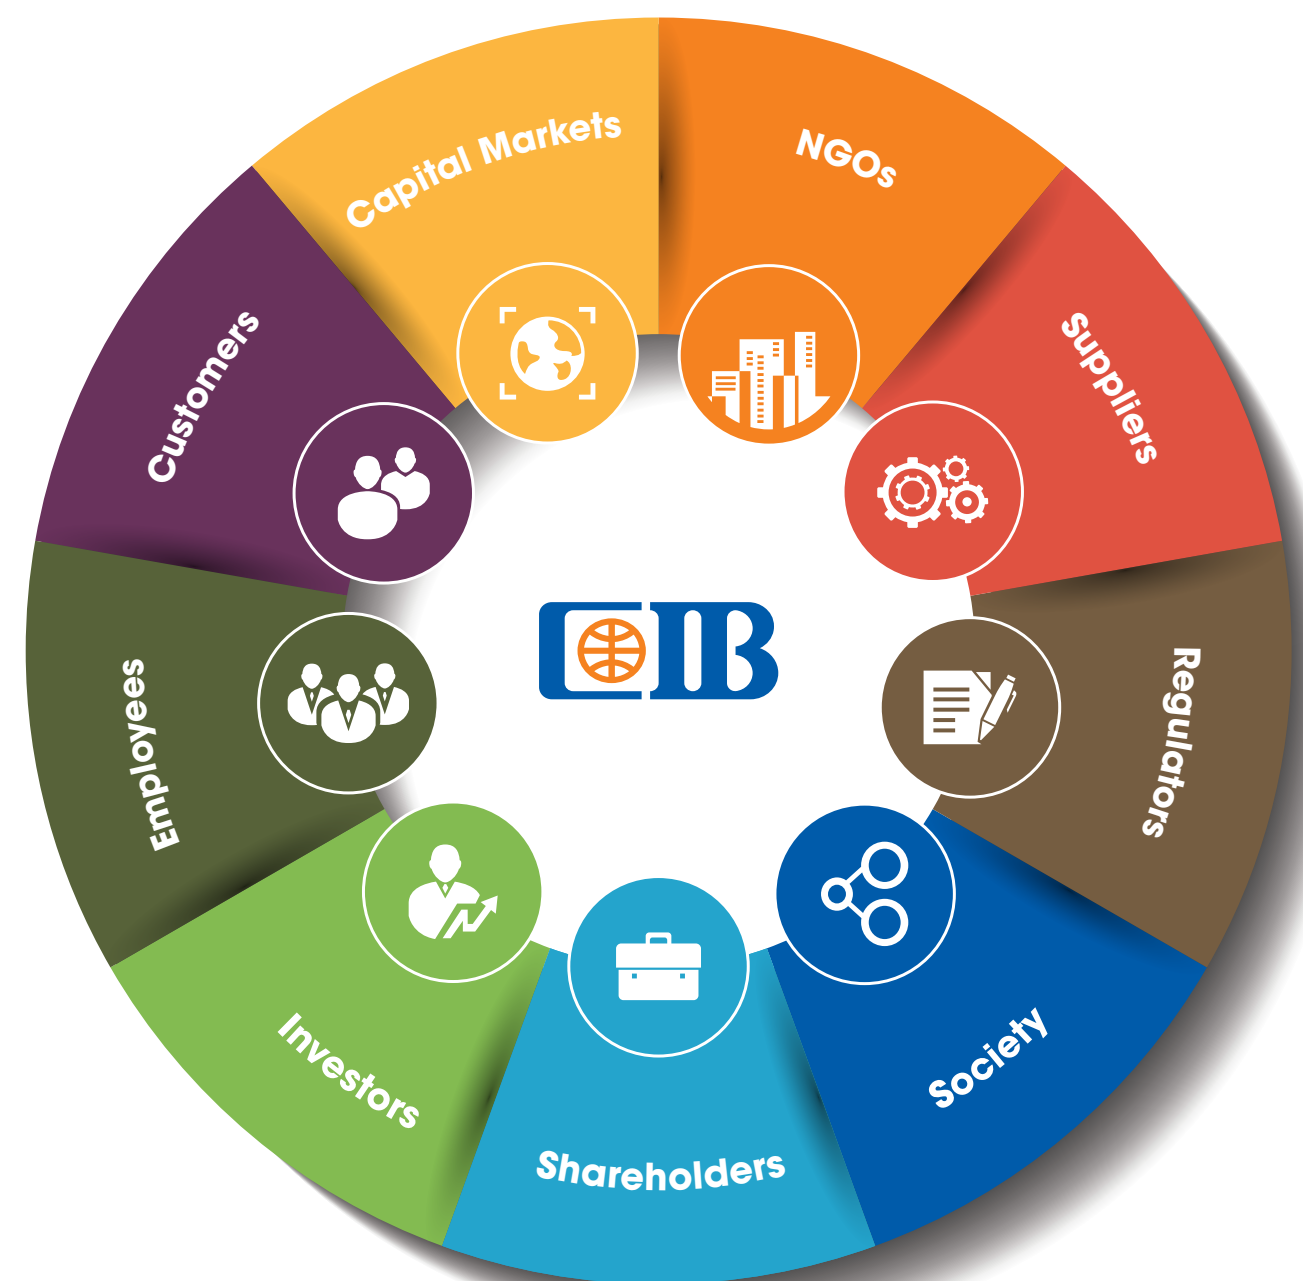 Capital Markets
NGOs
Suppliers
Regulators
Society
Shareholders
Investors
Employees
Customers
CIB